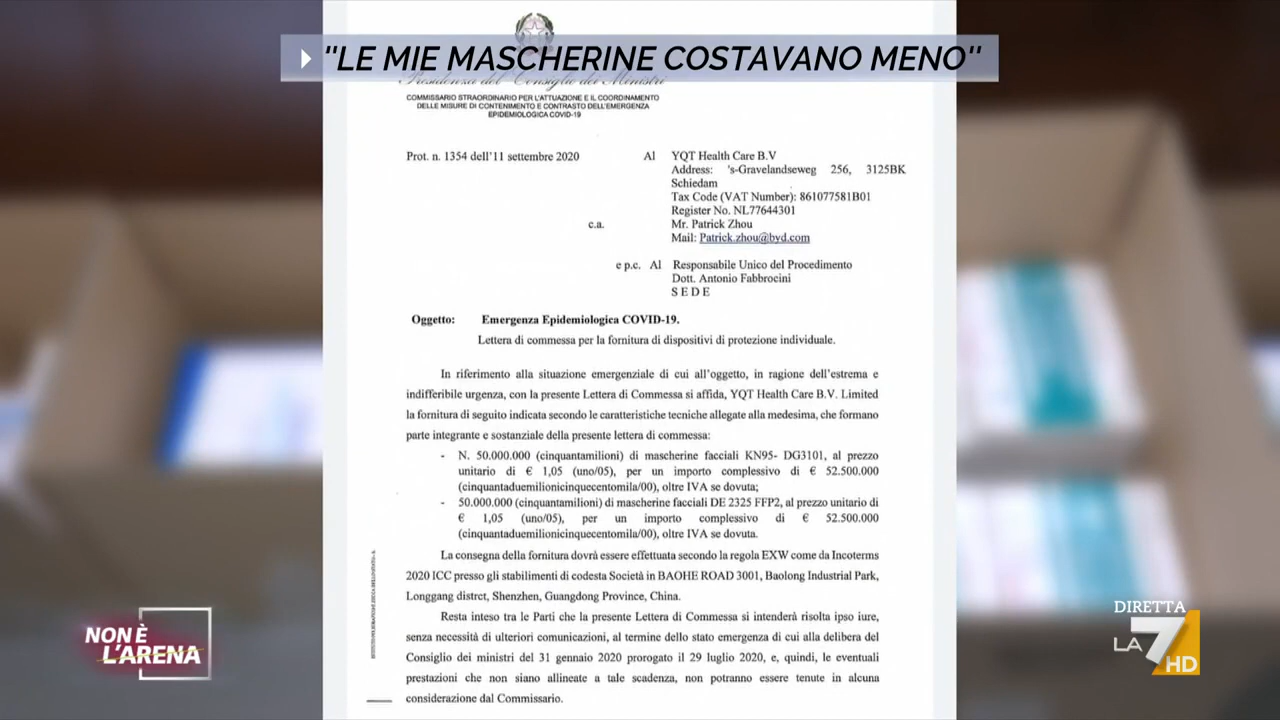 "LE MIE MASCHERINE COSTAVANO MENO"
Presidenza del Consiglio dei Ministri
COMMISSARIO STRAORDINARIO PER L'ATTUAZIONE E IL COORDINAMENTO
DELLE MISURE DI CONTENIMENTO E CONTRASTO DELL'EMERGENZA
EPIDEMIOLOGICA COVID-19
Prot. n. 1354 dell'11 settembre 2020
Al YQT Health Care B.V
Address: 's-Gravelandseweg 256, 3125BK
Schiedam
Tax Code (VAT Number): 861077581B01
Register No. NL77644301
c.a. Mr. Patrick Zhou
Mail: Patrick.zhou@byd.com
e p.c. Al Responsabile Unico del Procedimento
Dott. Antonio Fabbrocini
S E D E
Oggetto: Emergenza Epidemiologica COVID-19.
Lettera di commessa per la fornitura di dispositivi di protezione individuale.
In riferimento alla situazione emergenziale di cui all'oggetto, in ragione dell'estrema e
indifferibile urgenza, con la presente Lettera di Commessa si affida, YQT Health Care B.V. Limited
la fornitura di seguito indicata secondo le caratteristiche tecniche allegate alla medesima, che formano
parte integrante e sostanziale della presente lettera di commessa:
- N. 50.000.000 (cinquantamilioni) di mascherine facciali KN95- DG3101, al prezzo
unitario di € 1,05 (uno/05), per un importo complessivo di € 52.500.000
(cinquantaduemilionicinquecentomila/00), oltre IVA se dovuta;
- 50.000.000 (cinquantamilioni) di mascherine facciali DE 2325 FFP2, al prezzo unitario di
€ 1,05 (uno/05), per un importo complessivo di € 52.500.000
(cinquantaduemilionicinquecentomila/00), oltre IVA se dovuta.
La consegna della fornitura dovrà essere effettuata secondo la regola EXW come da Incoterms
2020 ICC presso gli stabilimenti di codesta Società in BAOHE ROAD 3001, Baolong Industrial Park,
Longgang distrct, Shenzhen, Guangdong Province, China.
Resta inteso tra le Parti che la presente Lettera di Commessa si intenderà risolta ipso iure,
senza necessità di ulteriori comunicazioni, al termine dello stato emergenza di cui alla delibera del
Consiglio dei ministri del 31 gennaio 2020 prorogato il 29 luglio 2020, e, quindi, le eventuali
prestazioni che non siano allineate a tale scadenza, non potranno essere tenute in alcuna
considerazione dal Commissario.
NON È
L'ARENA
DIRETTA
LA 7 HD